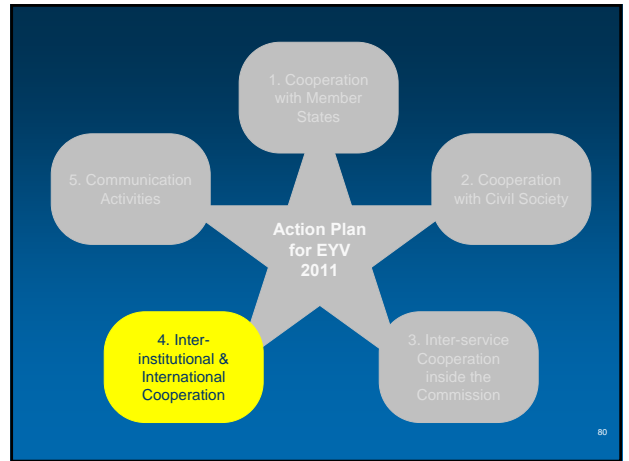 1. Cooperation
with Member
States
5. Communication
Activities
2. Cooperation
with Civil Society
Action Plan
for EYV
2011
4. Inter-
institutional &
International
Cooperation
3. Inter-service
Cooperation
inside the
Commission
80